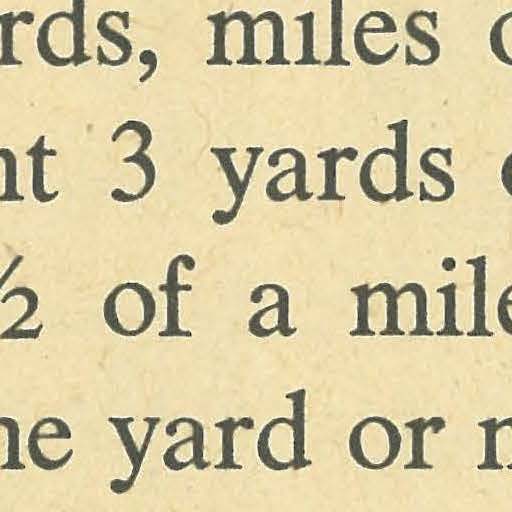 rds, miles
nt 3 yards
½ of a mile
ne yard or